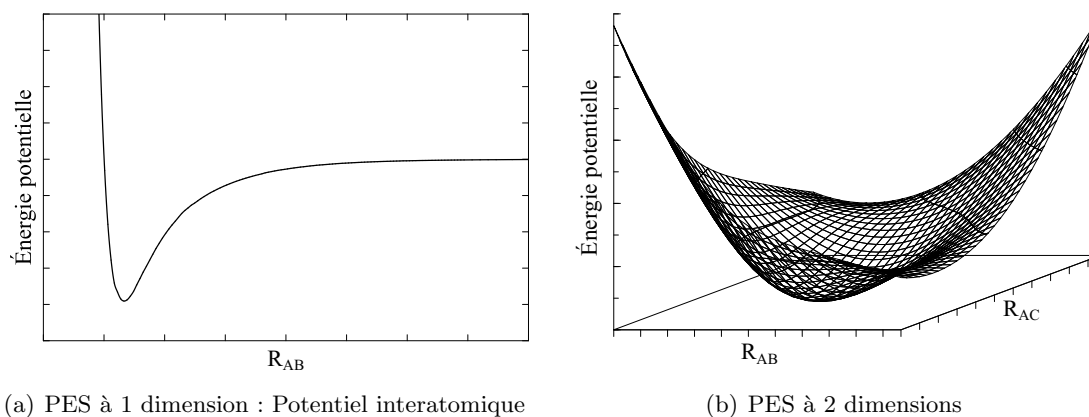 Énergie potentielle
R_AB
(a) PES à 1 dimension : Potentiel interatomique
Énergie potentielle
R_AB
R_AC
(b) PES à 2 dimensions